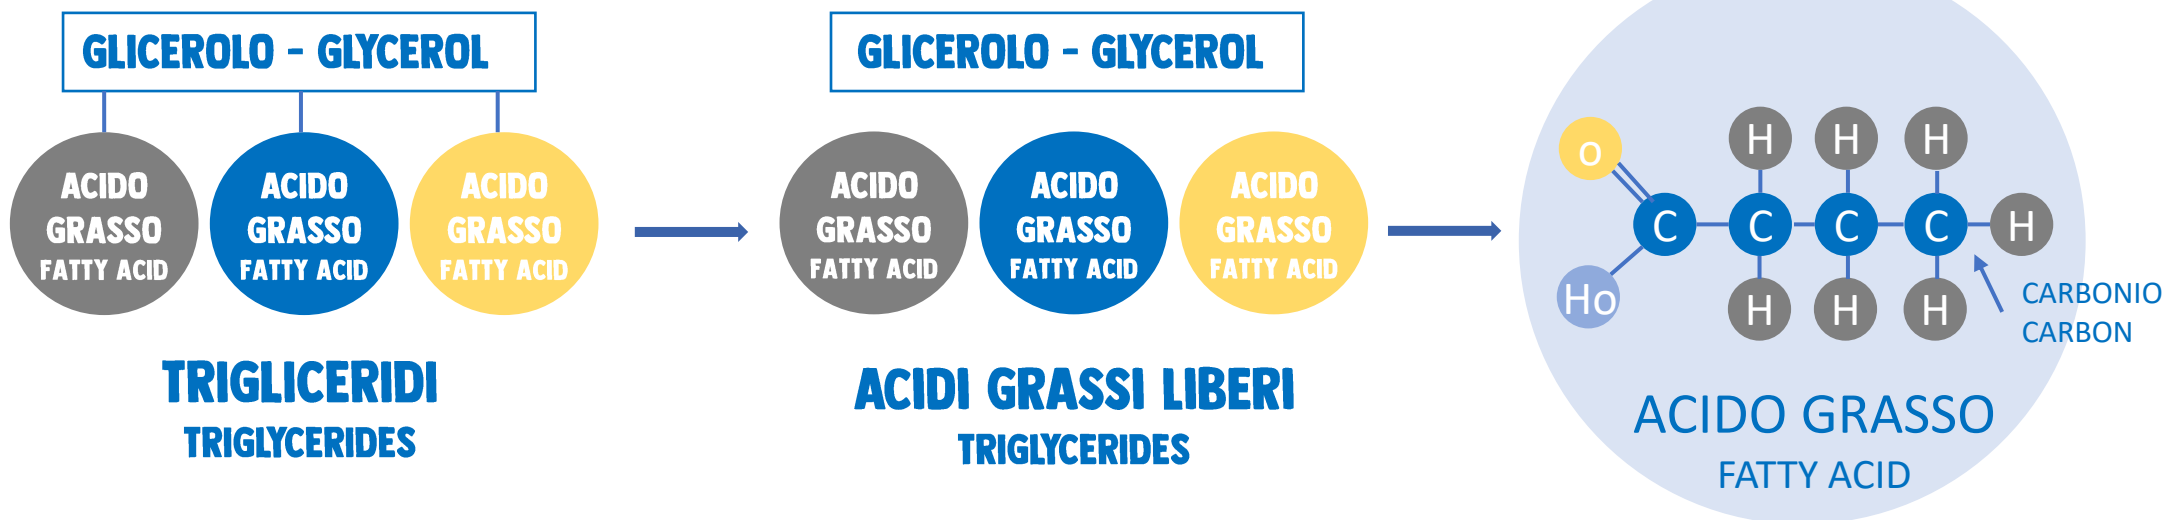 GLICEROLO - GLYCEROL
ACIDO
GRASSO
FATTY ACID
ACIDO
GRASSO
FATTY ACID
ACIDO
GRASSO
FATTY ACID
TRIGLICERIDI
TRIGLYCERIDES
GLICEROLO - GLYCEROL
ACIDO
GRASSO
FATTY ACID
ACIDO
GRASSO
FATTY ACID
ACIDO
GRASSO
FATTY ACID
ACIDI GRASSI LIBERI
TRIGLYCERIDES
H H H
o
C C C C H
Ho H H H
CARBONIO
CARBON
ACIDO GRASSO
FATTY ACID